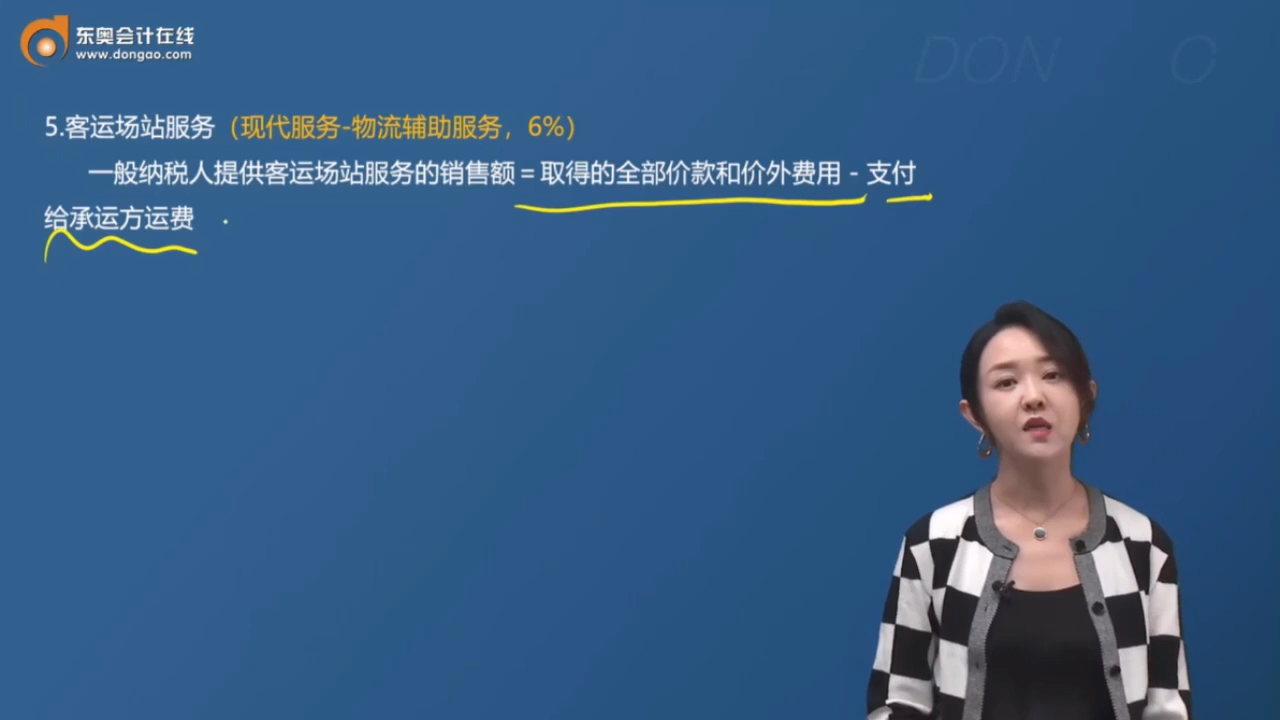 东奥会计在线
www.dongao.com
DON O
5.客运场站服务（现代服务-物流辅助服务，6%）
一般纳税人提供客运场站服务的销售额＝取得的全部价款和价外费用 - 支付
给承运方运费